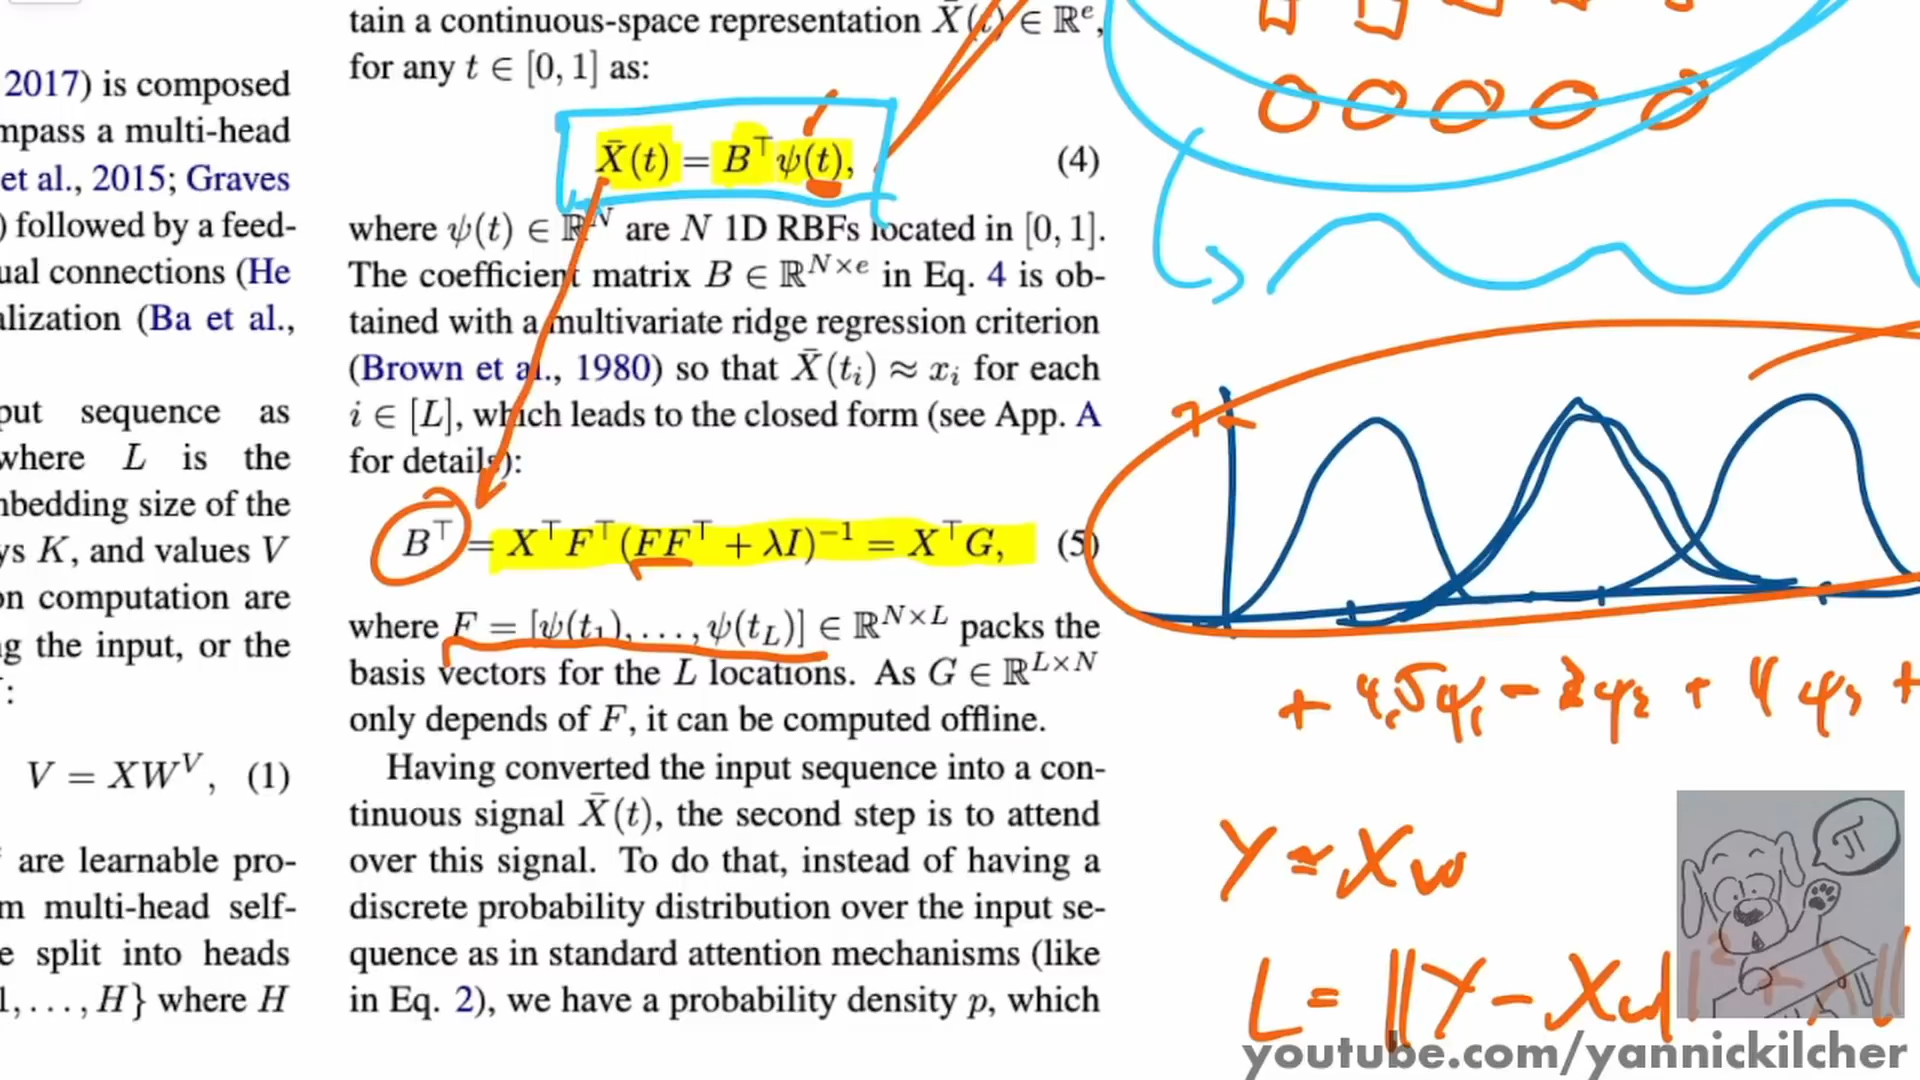 2017) is composed
mpass a multi-head
et al., 2015; Graves
) followed by a feed-
ual connections (He
alization (Ba et al.,
put sequence as
where L is the
mbedding size of the
ys K, and values V
on computation are
ng the input, or the
:
V = XW^V, (1)
are learnable pro-
m multi-head self-
e split into heads
1, . . . , H} where H
tain a continuous-space representation X̄(t) ∈ ℝ^e,
for any t ∈ [0, 1] as:
X̄(t) = B^⊤ψ(t), (4)
where ψ(t) ∈ ℝ^N are N 1D RBFs located in [0, 1].
The coefficient matrix B ∈ ℝ^{N×e} in Eq. 4 is ob-
tained with a multivariate ridge regression criterion
(Brown et al., 1980) so that X̄(t_i) ≈ x_i for each
i ∈ [L], which leads to the closed form (see App. A
for details):
B^⊤ = X^⊤F^⊤(FF^⊤ + λI)^{−1} = X^⊤G, (5)
where F = [ψ(t_1), . . . , ψ(t_L)] ∈ ℝ^{N×L} packs the
basis vectors for the L locations. As G ∈ ℝ^{L×N}
only depends of F, it can be computed offline.
Having converted the input sequence into a con-
tinuous signal X̄(t), the second step is to attend
over this signal. To do that, instead of having a
discrete probability distribution over the input se-
quence as in standard attention mechanisms (like
in Eq. 2), we have a probability density p, which
+ 4.5ψ_1 − 2ψ_2 + 4ψ_3 +
Y ≈ Xw
π
L = ||Y − Xw||^2 + λ||
youtube.com/yannickilcher